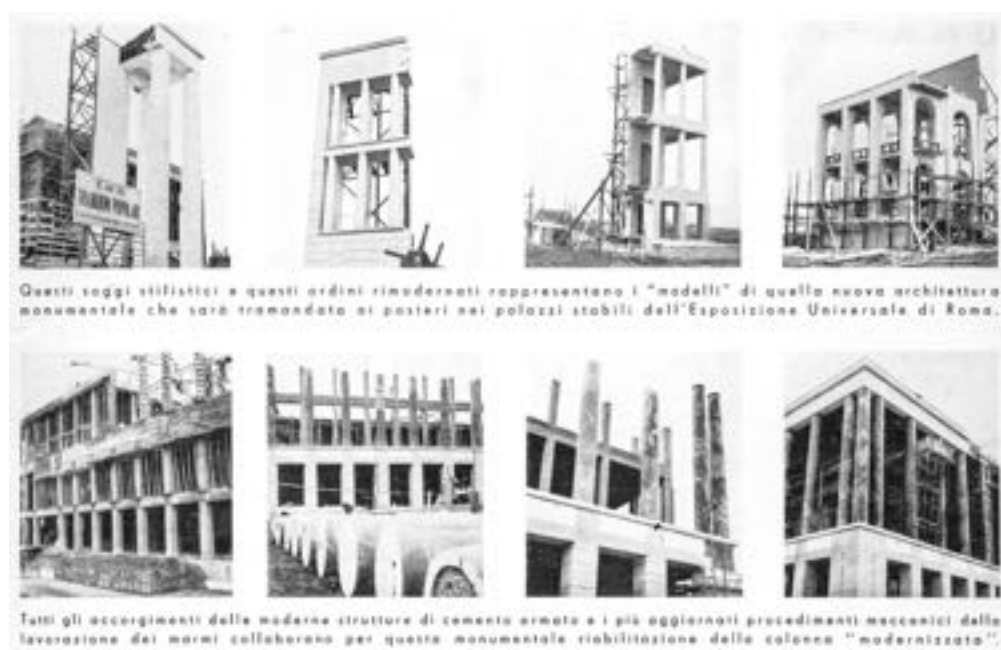 Questi saggi stilistici e questi ordini rimodernati rappresentano i "modelli" di quella nuova architettura
monumentale che sarà tramandata ai posteri nei palazzi stabili dell'Esposizione Universale di Roma.
Tutti gli accorgimenti delle moderne strutture di cemento armato e i più aggiornati procedimenti meccanici della
lavorazione dei marmi collaborano per questa monumentale riabilitazione della colonna "modernizzata".